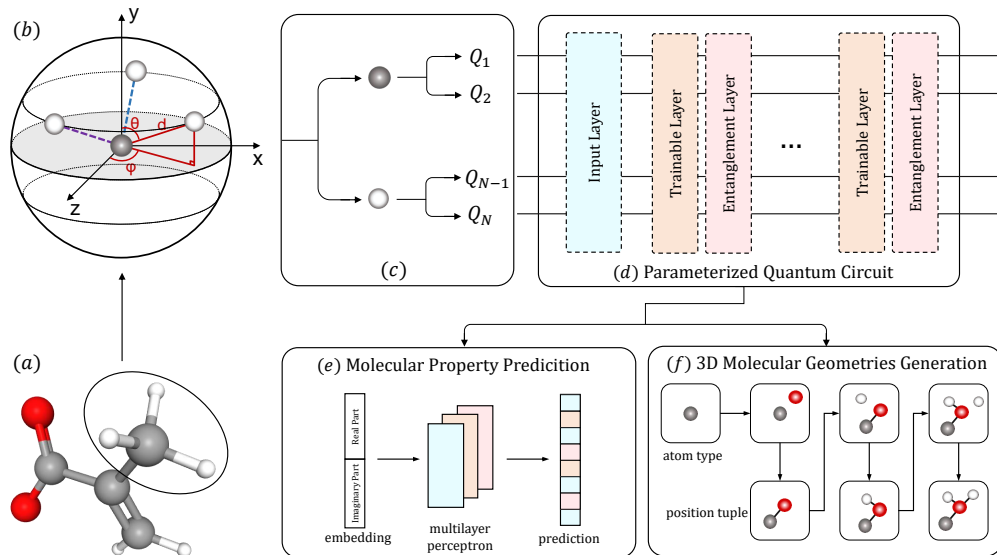 (b)
y
θ
d
x
φ
z
(a)
Q1
Q2
QN−1
QN
(c)
Input Layer
Trainable Layer
Entanglement Layer
...
Trainable Layer
Entanglement Layer
(d) Parameterized Quantum Circuit
(e) Molecular Property Predicition
Real Part
Imaginary Part
embedding
multilayer
perceptron
prediction
(f) 3D Molecular Geometries Generation
atom type
position tuple